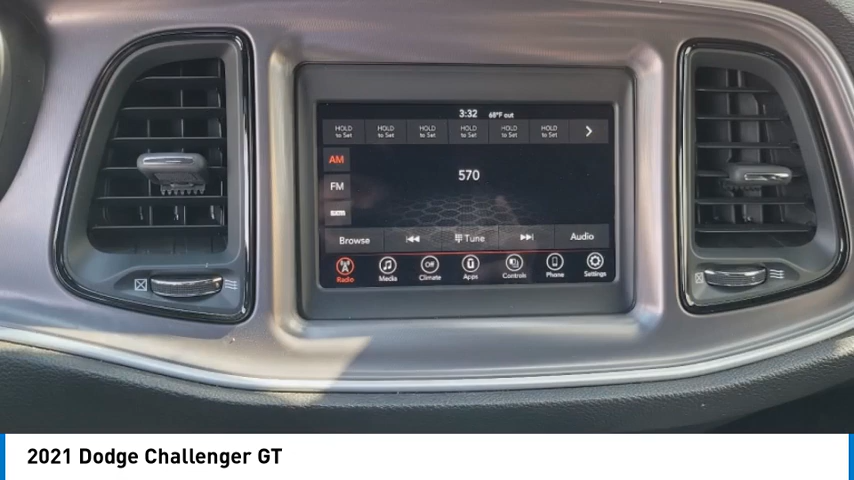 3:32 68°F out
HOLD to Set HOLD to Set HOLD to Set HOLD to Set HOLD to Set HOLD to Set
AM
570
FM
Browse Tune Audio
Radio Media Climate Apps Controls Phone Settings
Off
2021 Dodge Challenger GT